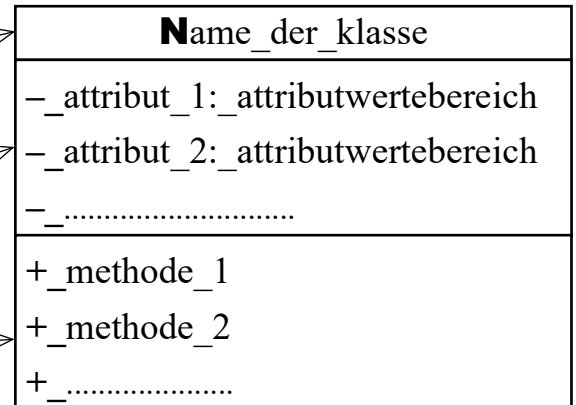 Name_der_klasse
–_attribut_1:_attributwertebereich
–_attribut_2:_attributwertebereich
–_.............................
+_methode_1
+_methode_2
+_.....................